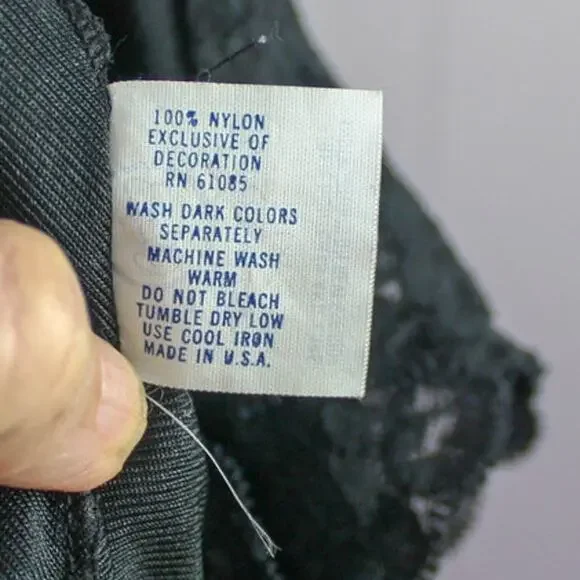 100% NYLON
EXCLUSIVE OF
DECORATION
RN 61085
WASH DARK COLORS
SEPARATELY
MACHINE WASH
WARM
DO NOT BLEACH
TUMBLE DRY LOW
USE COOL IRON
MADE IN U.S.A.